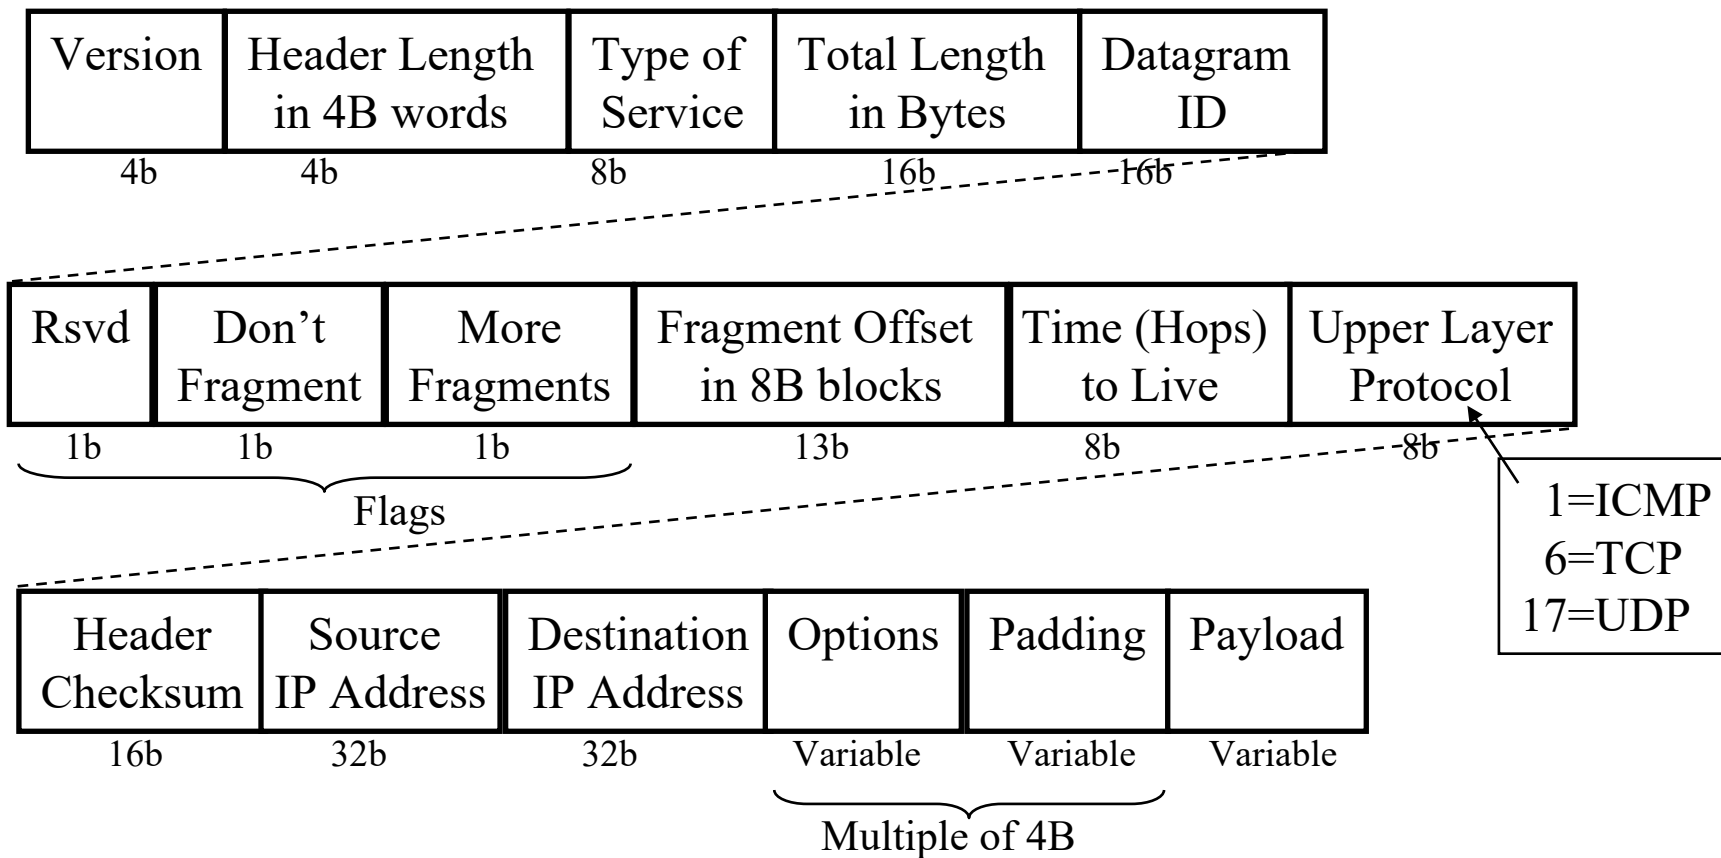 Version
Header Length
in 4B words
Type of
Service
Total Length
in Bytes
Datagram
ID
4b
4b
8b
16b
16b
Rsvd
Don’t
Fragment
More
Fragments
Fragment Offset
in 8B blocks
Time (Hops)
to Live
Upper Layer
Protocol
1b
1b
1b
13b
8b
8b
Flags
1=ICMP
6=TCP
17=UDP
Header
Checksum
Source
IP Address
Destination
IP Address
Options
Padding
Payload
16b
32b
32b
Variable
Variable
Variable
Multiple of 4B